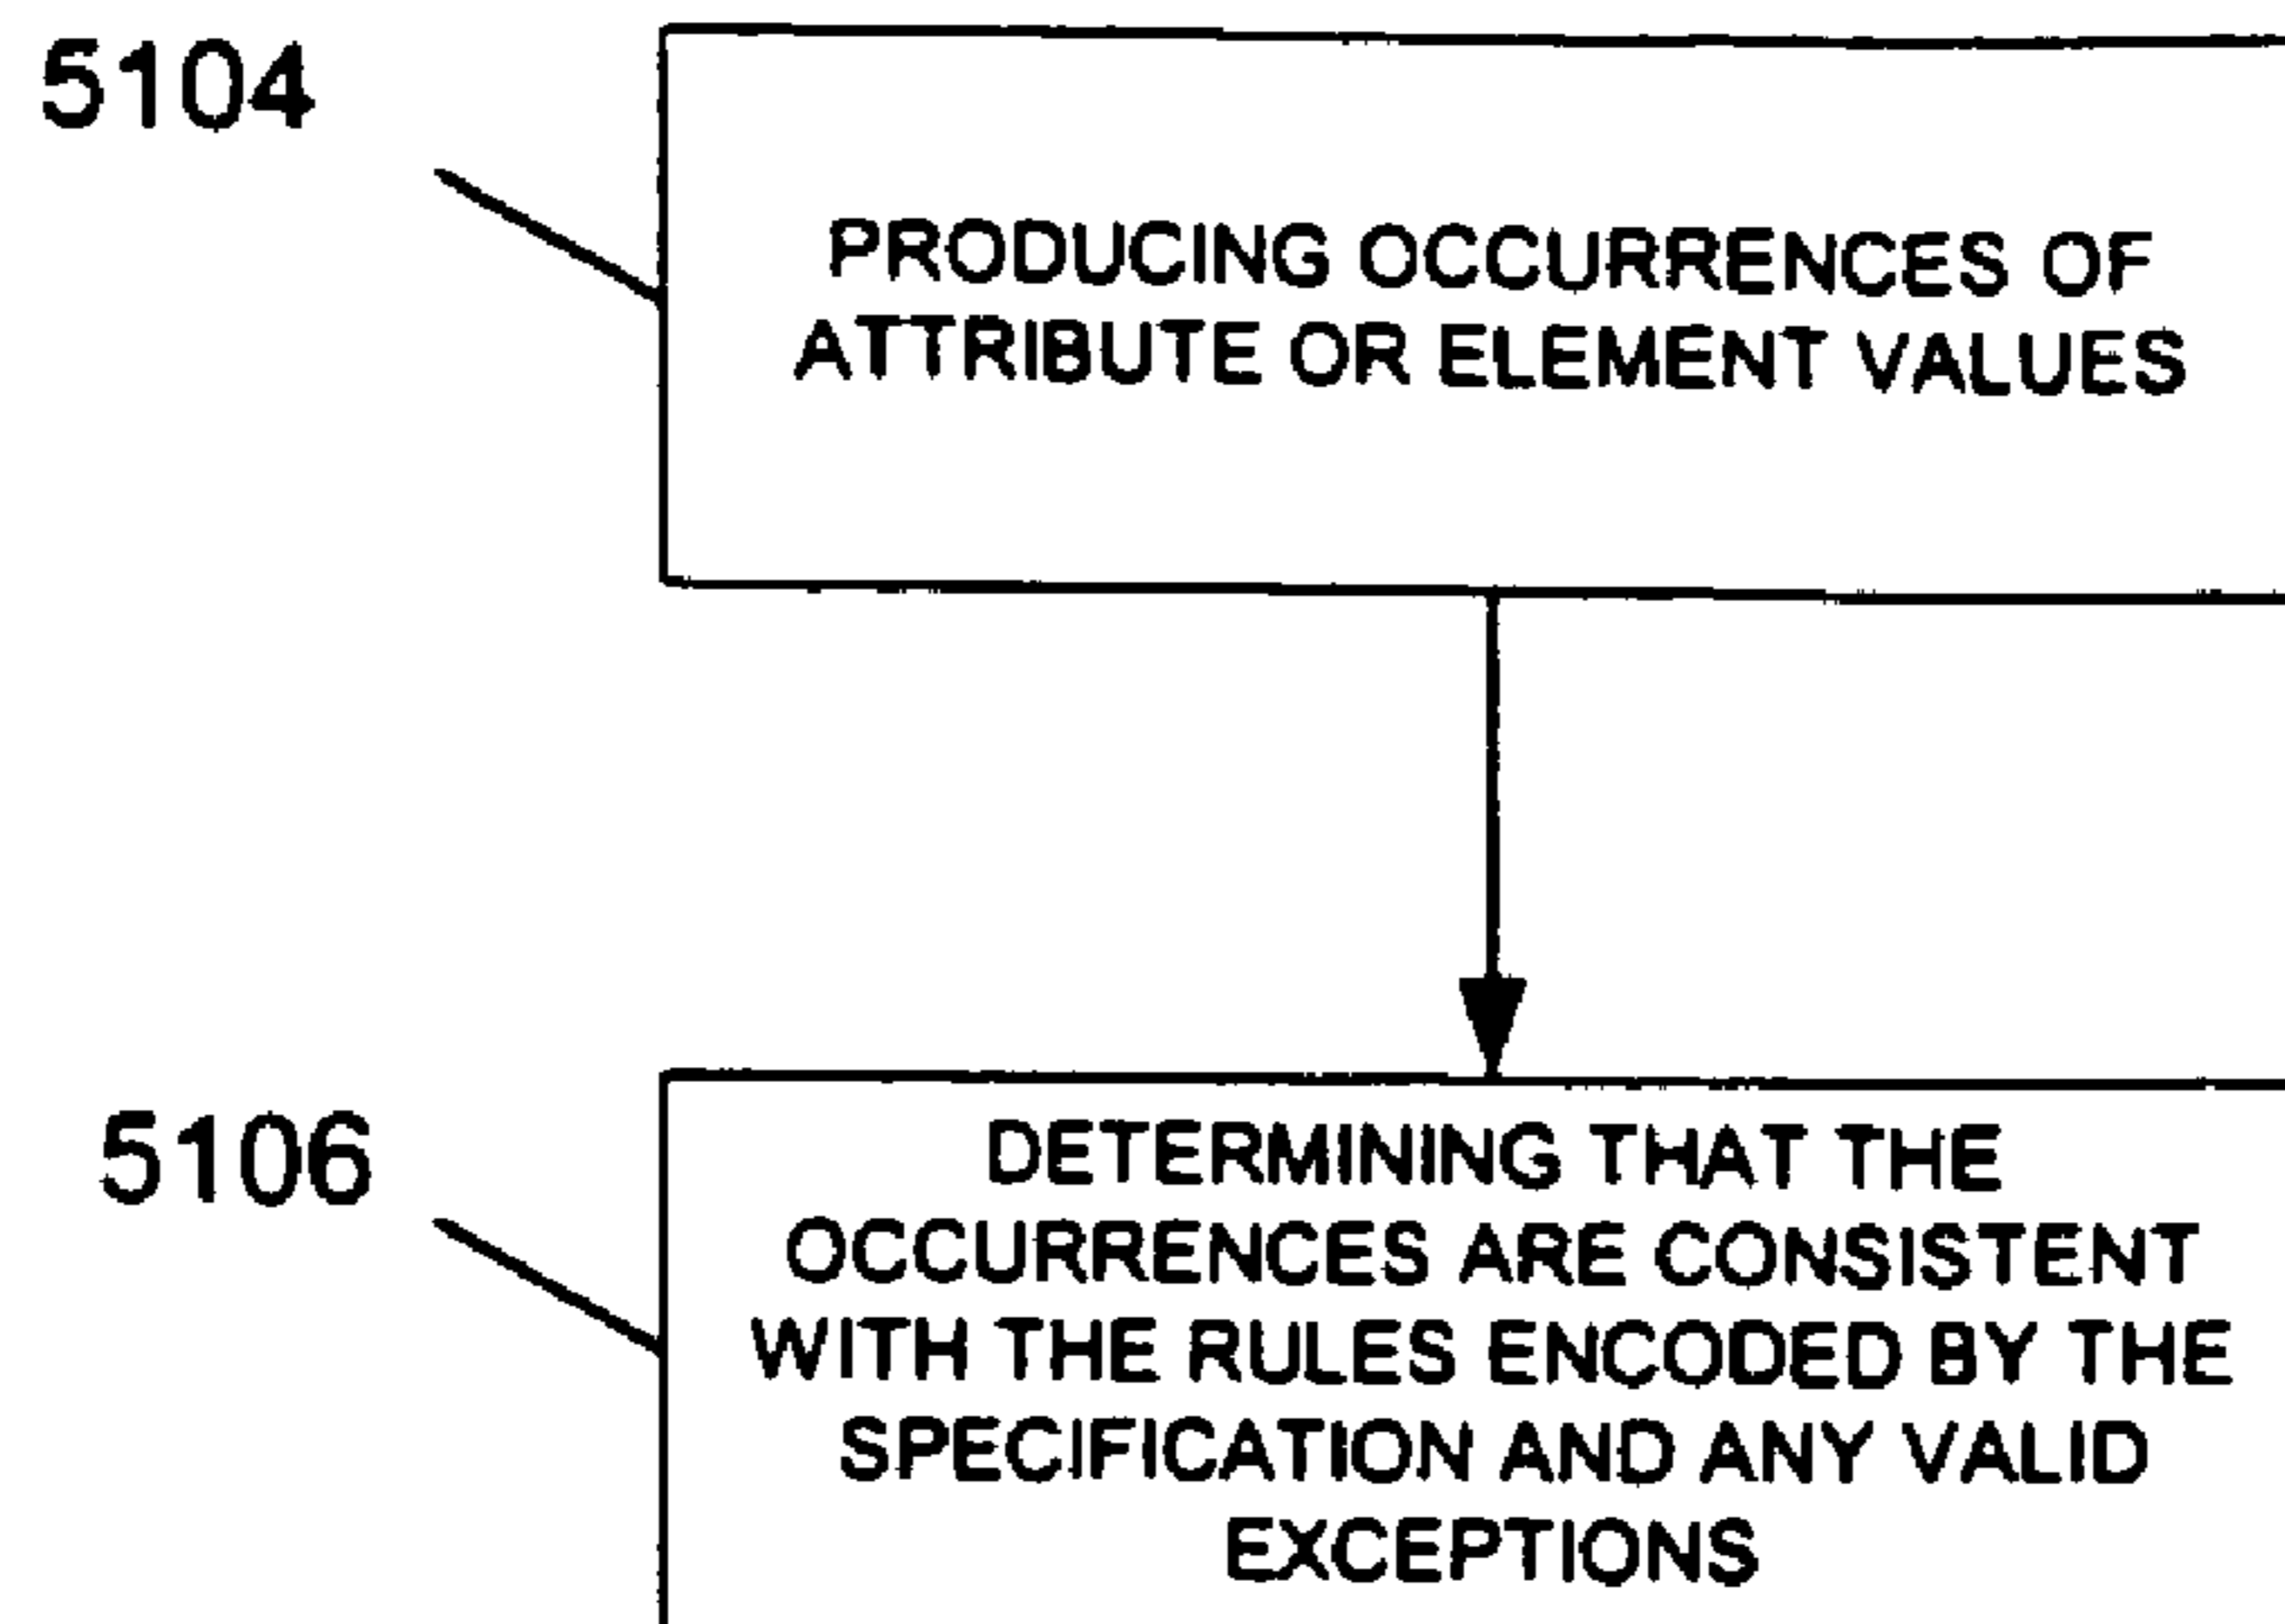 5104
PRODUCING OCCURRENCES OF
ATTRIBUTE OR ELEMENT VALUES
5106
DETERMINING THAT THE
OCCURRENCES ARE CONSISTENT
WITH THE RULES ENCODED BY THE
SPECIFICATION AND ANY VALID
EXCEPTIONS